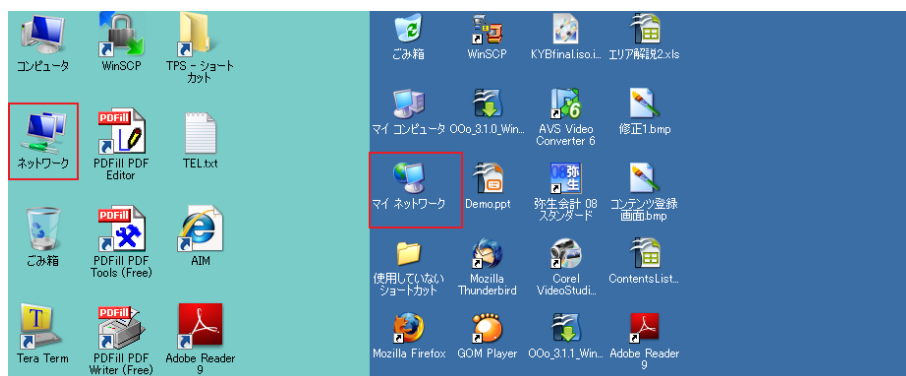 コンピュータ
WinSCP
TPS - ショート
カット
PDFill
ネットワーク
PDFill PDF
Editor
TEL.txt
PDFill
ごみ箱
PDFill PDF
Tools (Free)
AIM
PDFill
Tera Term
PDFill PDF
Writer (Free)
Adobe Reader
9
ごみ箱
WinSCP
KYBfinal.iso.i...
エリア解説2.xls
マイ コンピュータ
OOo_3.1.0_Win...
AVS Video
Converter 6
修正1.bmp
08弥
生
マイ ネットワーク
Demo.ppt
弥生会計 08
スタンダード
コンテンツ登録
画面.bmp
使用していない
ショートカット
Mozilla
Thunderbird
Corel
VideoStudi...
ContentsList...
Mozilla Firefox
GOM Player
OOo_3.1.1_Win...
Adobe Reader
9